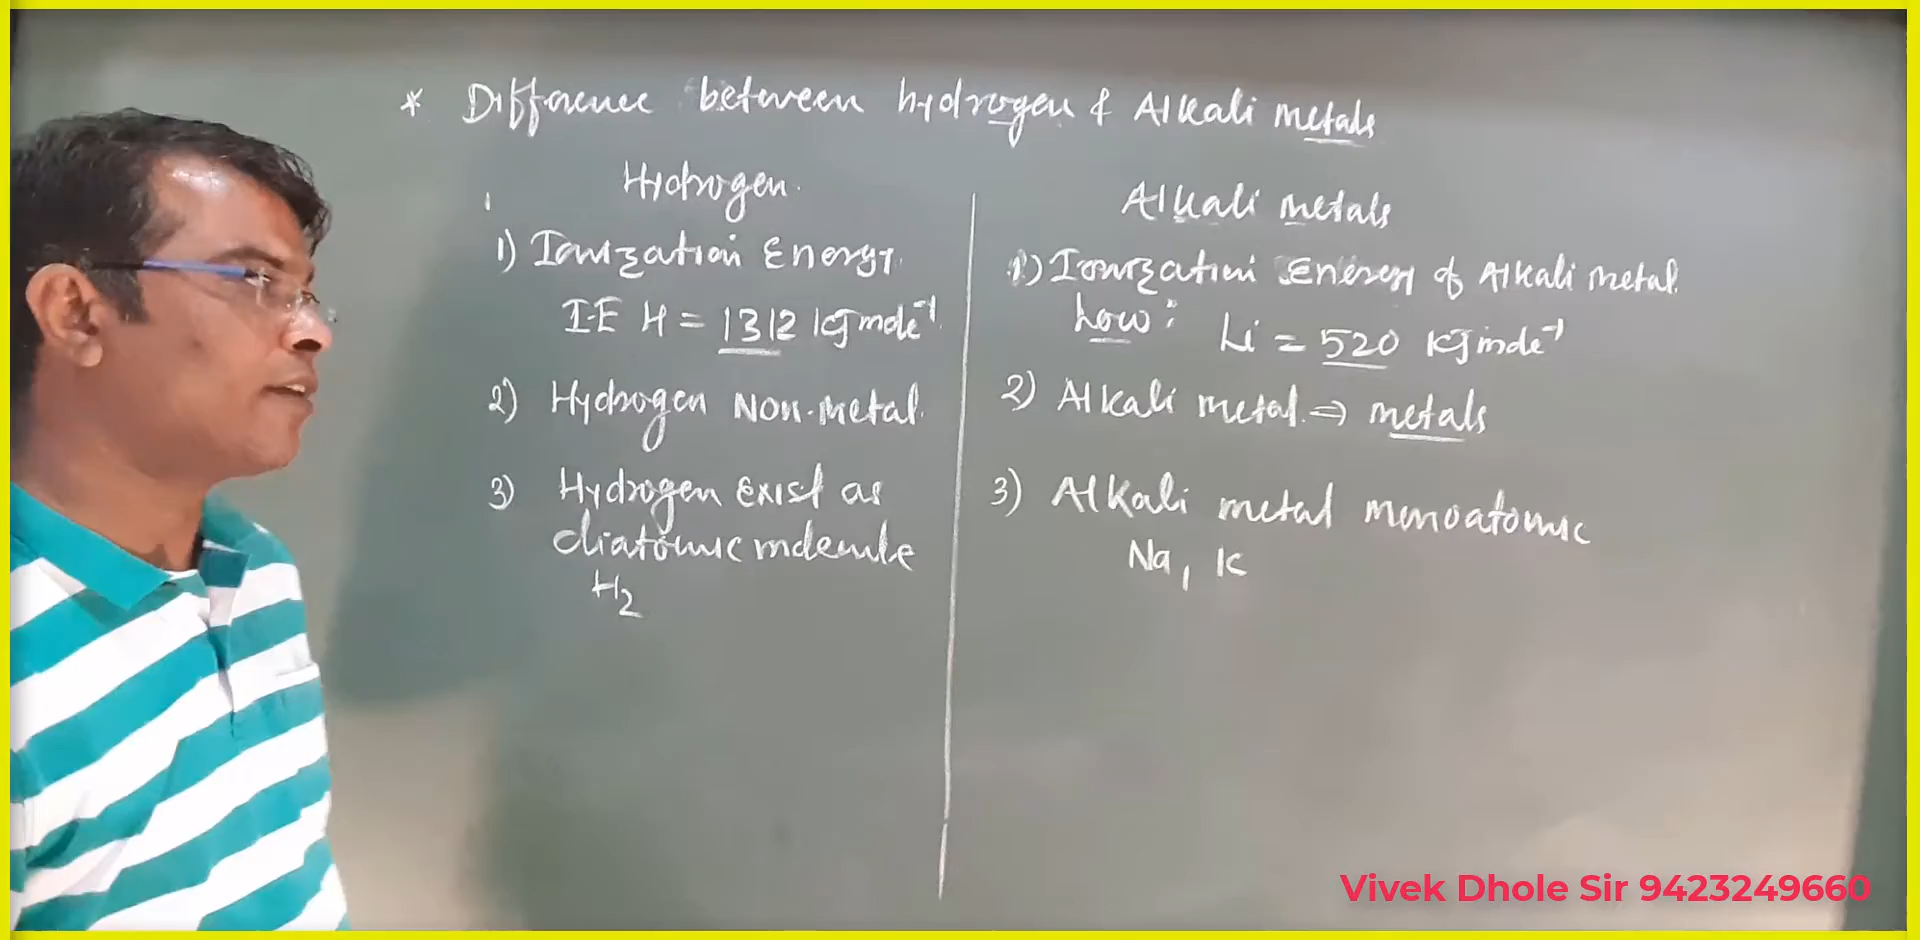 * Difference between hydrogen & Alkali metals
Hydrogen
1) Ionization Energy
I.E H = 1312 kJ mole⁻¹
2) Hydrogen Non-metal
3) Hydrogen exist as
diatomic molecule
H₂
Alkali metals
1) Ionization Energy of Alkali metal
Low: Li = 520 kJ mole⁻¹
2) Alkali metal ⇒ metals
3) Alkali metal monoatomic
Na, K
Vivek Dhole Sir 9423249660